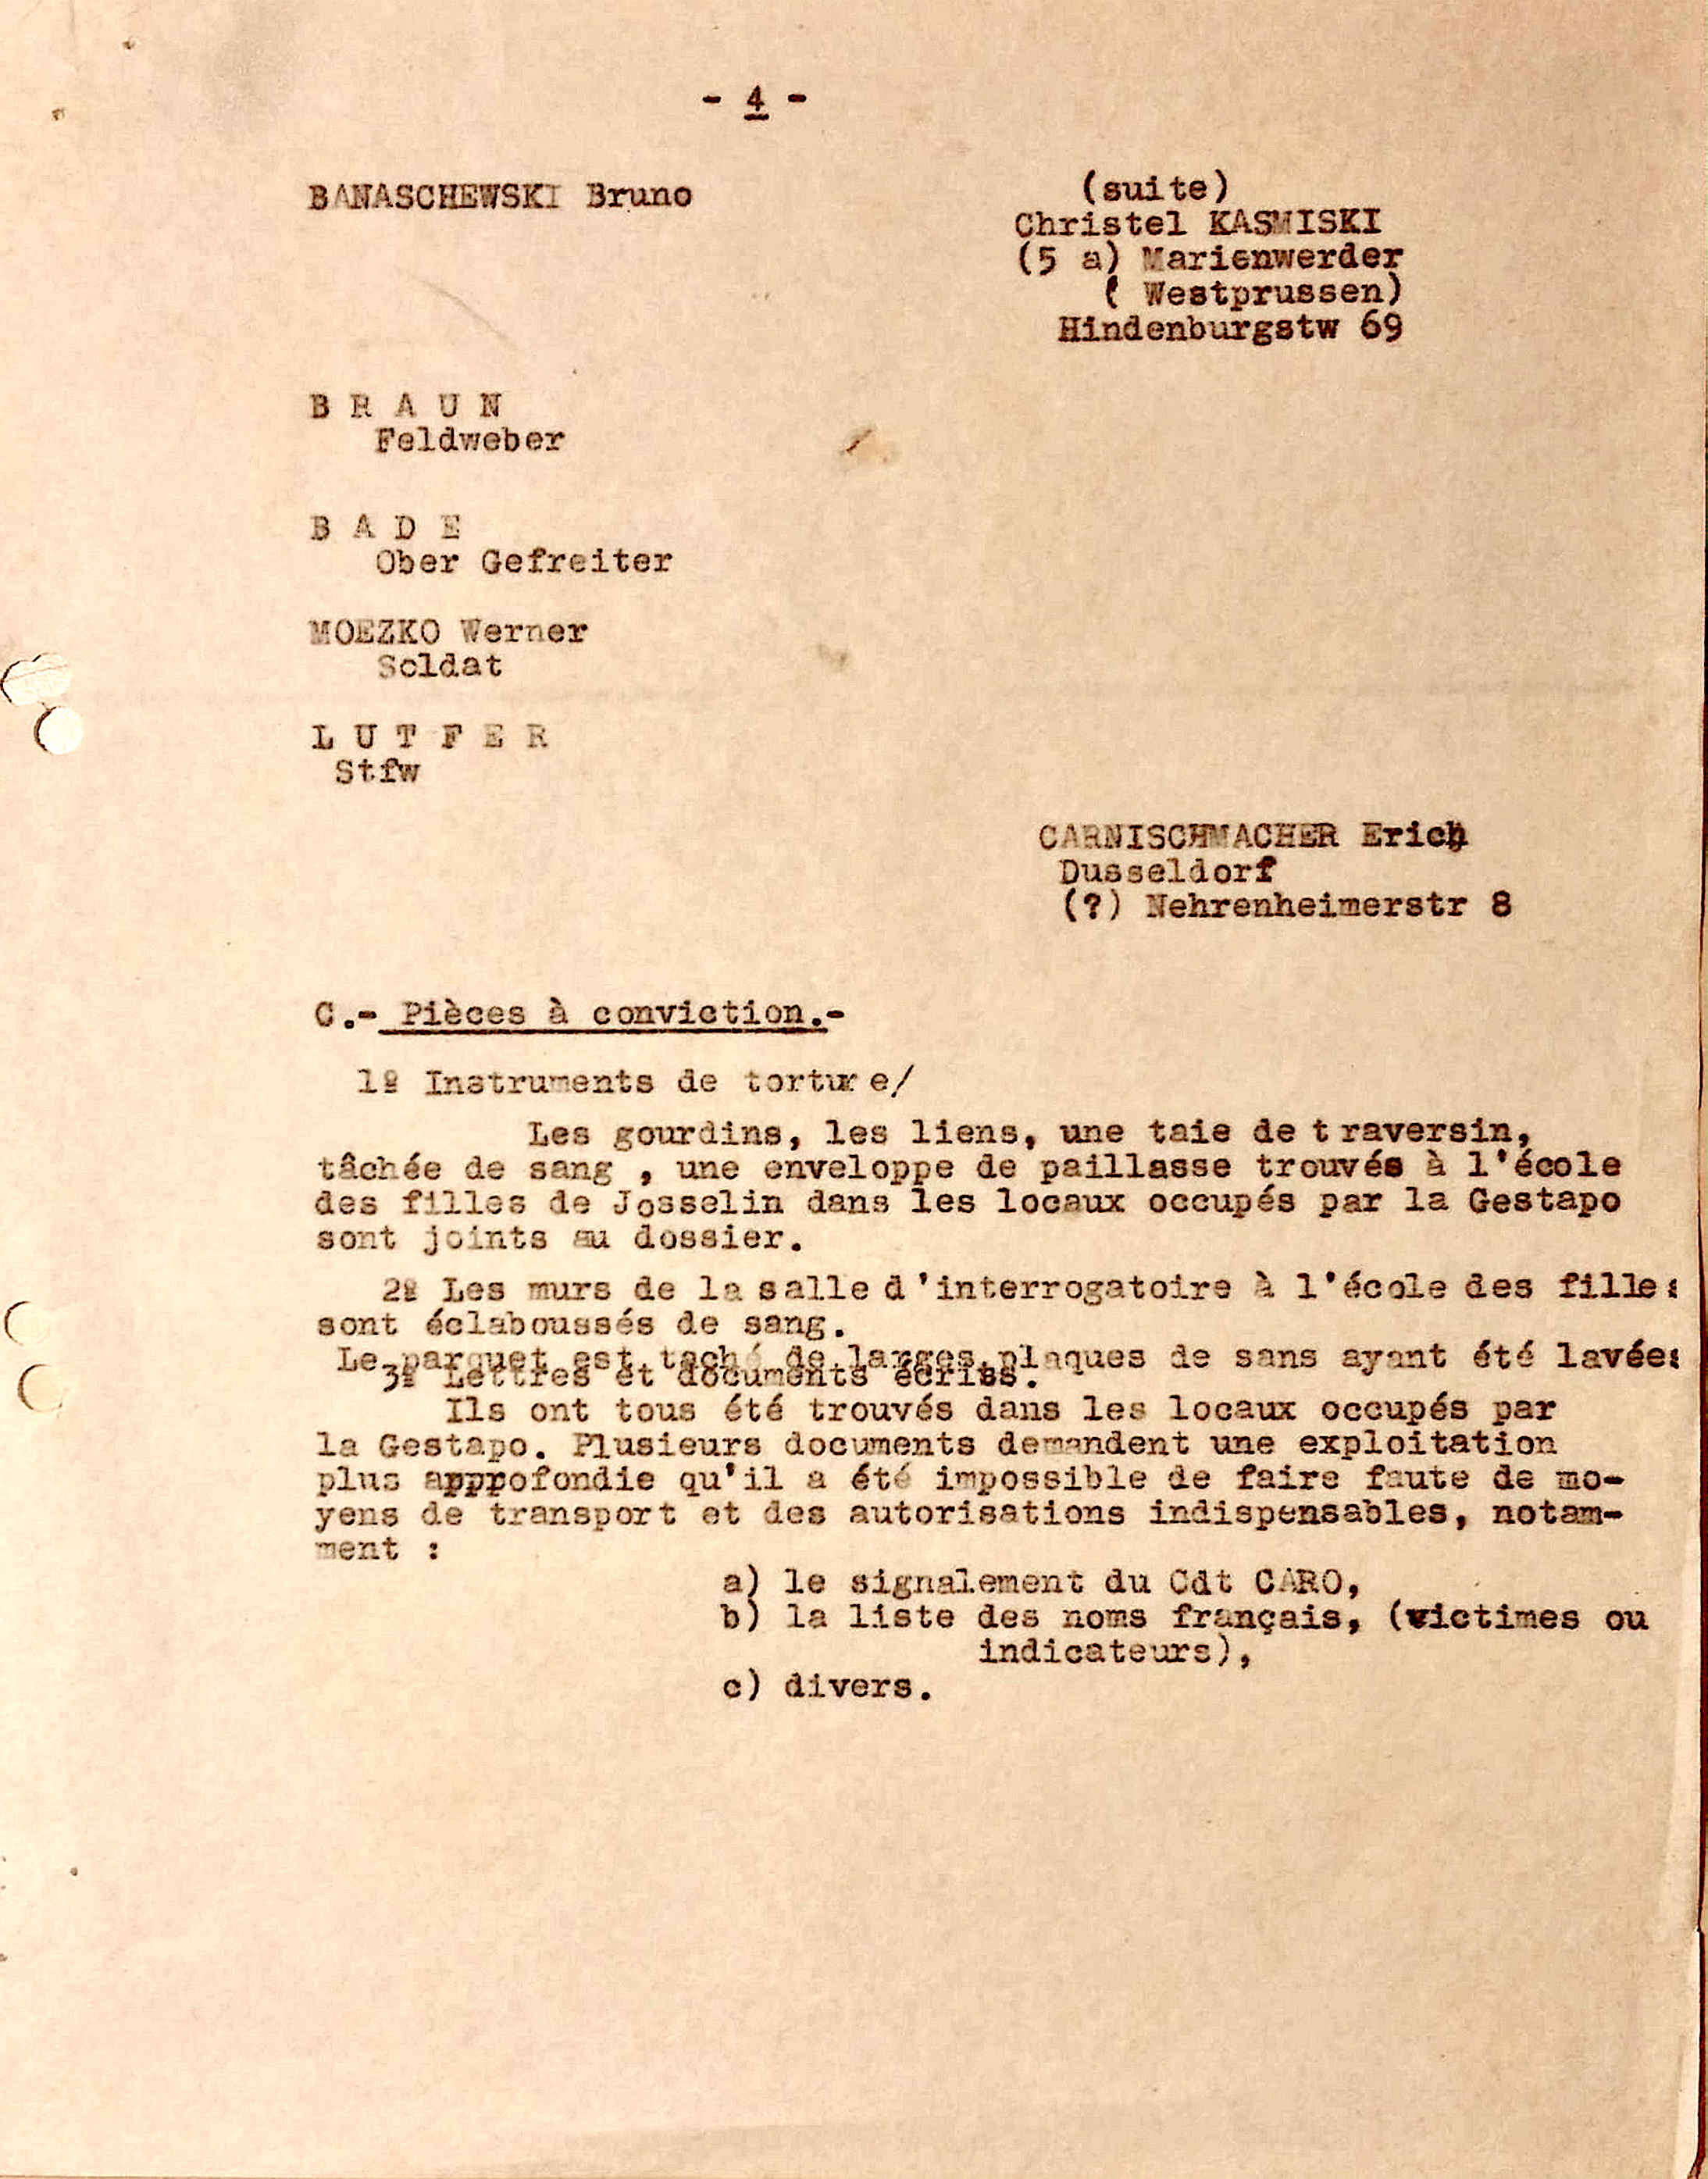 - 4 -
BANASCHEWSKI Bruno
(suite)
Christel KASMISKI
(5 a) Marienwerder
( Westprussen)
Hindenburgstw 69
B R A U N
Feldweber
B A D E
Ober Gefreiter
MOEZKO Werner
Soldat
L U T F E R
Stfw
CARNISCHMACHER Erich
Dusseldorf
(?) Nehrenheimerstr 8
C.- Pièces à conviction.-
1º Instruments de torture/
Les gourdins, les liens, une taie de traversin,
tâchée de sang , une enveloppe de paillasse trouvés à l'école
des filles de Josselin dans les locaux occupés par la Gestapo
sont joints au dossier.
2º Les murs de la salle d'interrogatoire à l'école des filles
sont éclaboussés de sang.
Le parquet est taché de larges plaques de sans ayant été lavées
3º Lettres et documents écrits.
Ils ont tous été trouvés dans les locaux occupés par
la Gestapo. Plusieurs documents demandent une exploitation
plus appprofondie qu'il a été impossible de faire faute de mo-
yens de transport et des autorisations indispensables, notam-
ment :
a) le signalement du Cdt CARO,
b) la liste des noms français, (victimes ou
indicateurs),
c) divers.